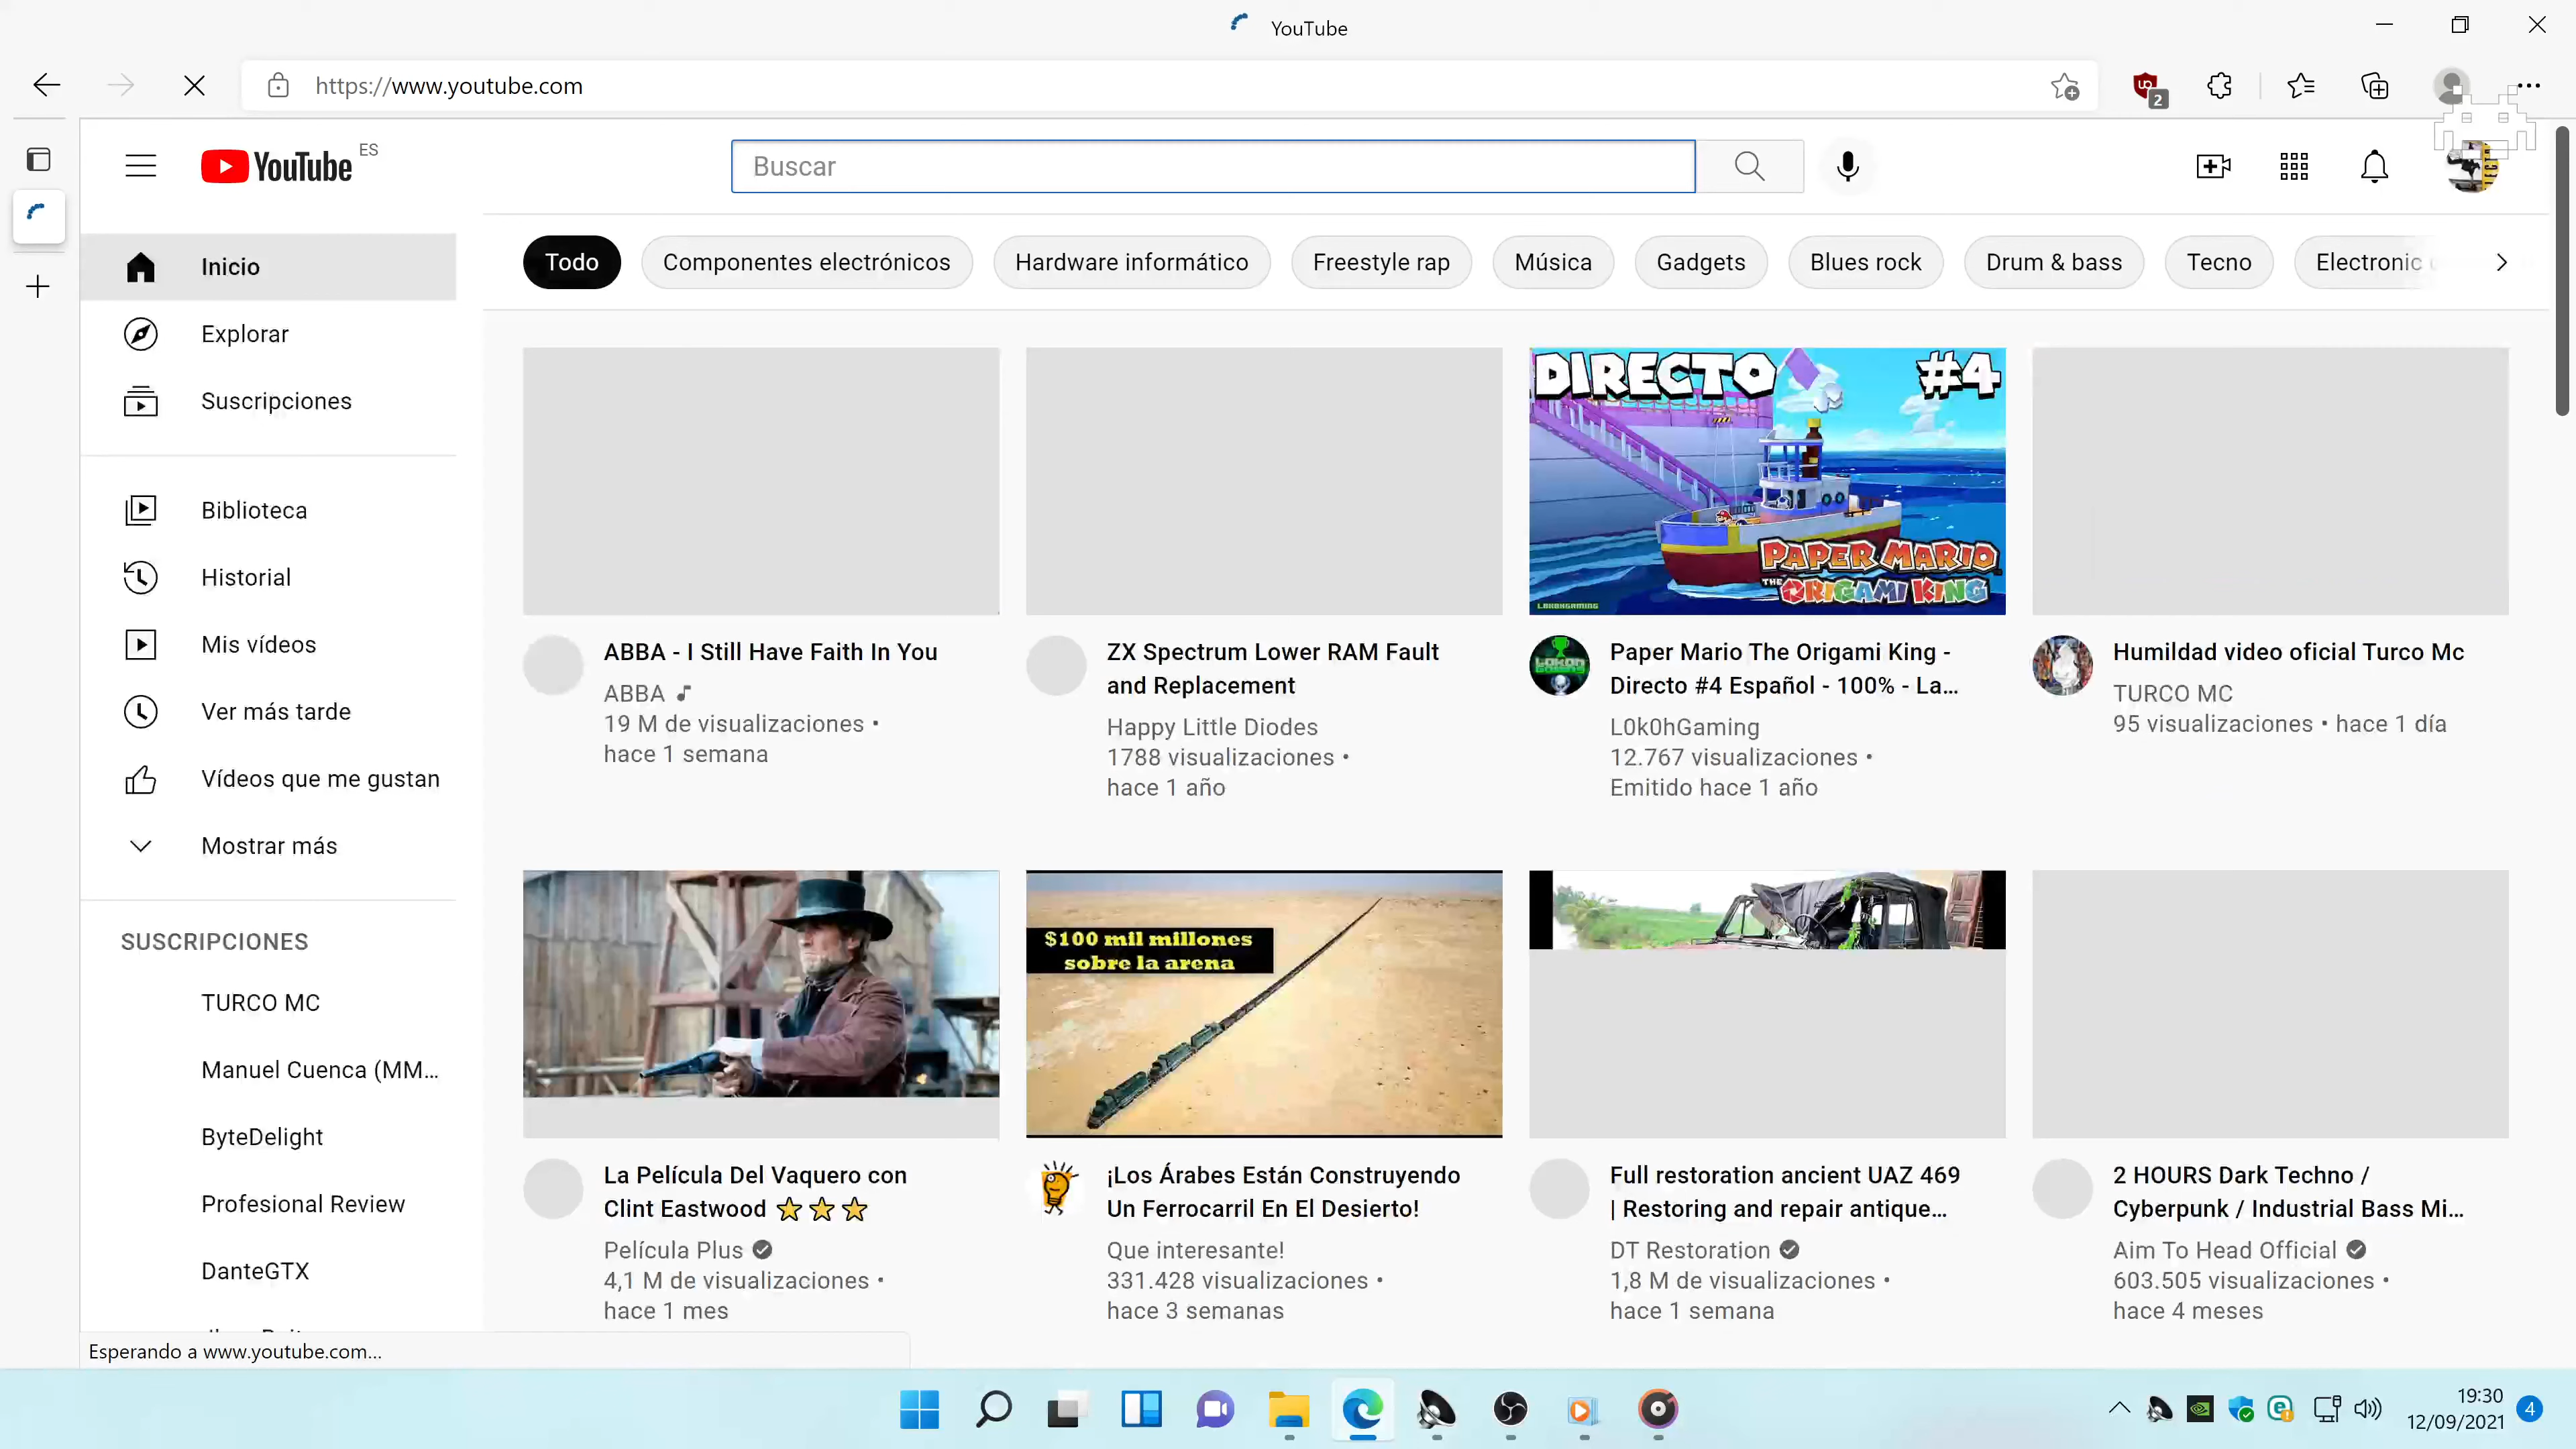 YouTube
https://www.youtube.com
2
YouTube ES
Buscar
Todo
Componentes electrónicos
Hardware informático
Freestyle rap
Música
Gadgets
Blues rock
Drum & bass
Tecno
Electronic
Inicio
Explorar
Suscripciones
Biblioteca
Historial
Mis vídeos
Ver más tarde
Vídeos que me gustan
Mostrar más
SUSCRIPCIONES
TURCO MC
Manuel Cuenca (MM...
ByteDelight
Profesional Review
DanteGTX
DIRECTO #4
PAPER MARIO
THE ORIGAMI KING
L0K0HGAMING
ABBA - I Still Have Faith In You
ABBA
19 M de visualizaciones •
hace 1 semana
ZX Spectrum Lower RAM Fault
and Replacement
Happy Little Diodes
1788 visualizaciones •
hace 1 año
Paper Mario The Origami King -
Directo #4 Español - 100% - La...
L0k0hGaming
12.767 visualizaciones •
Emitido hace 1 año
Humildad video oficial Turco Mc
TURCO MC
95 visualizaciones • hace 1 día
$100 mil millones
sobre la arena
La Película Del Vaquero con
Clint Eastwood ⭐⭐⭐
Película Plus
4,1 M de visualizaciones •
hace 1 mes
¡Los Árabes Están Construyendo
Un Ferrocarril En El Desierto!
Que interesante!
331.428 visualizaciones •
hace 3 semanas
Full restoration ancient UAZ 469
| Restoring and repair antique...
DT Restoration
1,8 M de visualizaciones •
hace 1 semana
2 HOURS Dark Techno /
Cyberpunk / Industrial Bass Mi...
Aim To Head Official
603.505 visualizaciones •
hace 4 meses
Esperando a www.youtube.com...
19:30
12/09/2021
4